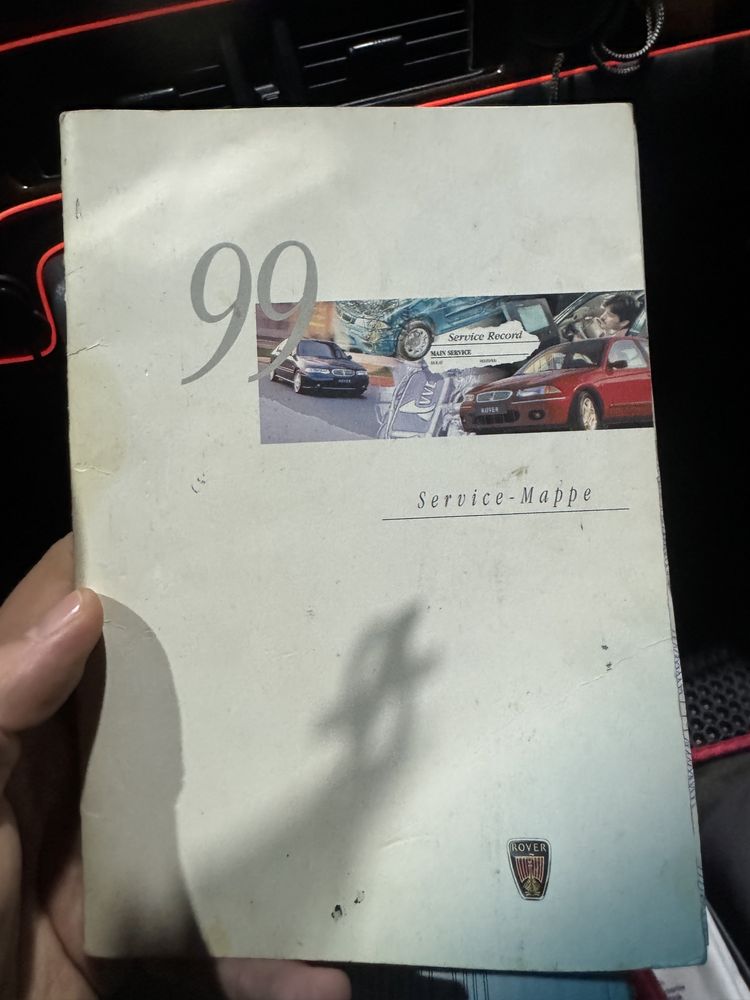 99
Service Record
MAIN SERVICE
ROVER
ROVER
Service-Mappe
ROVER